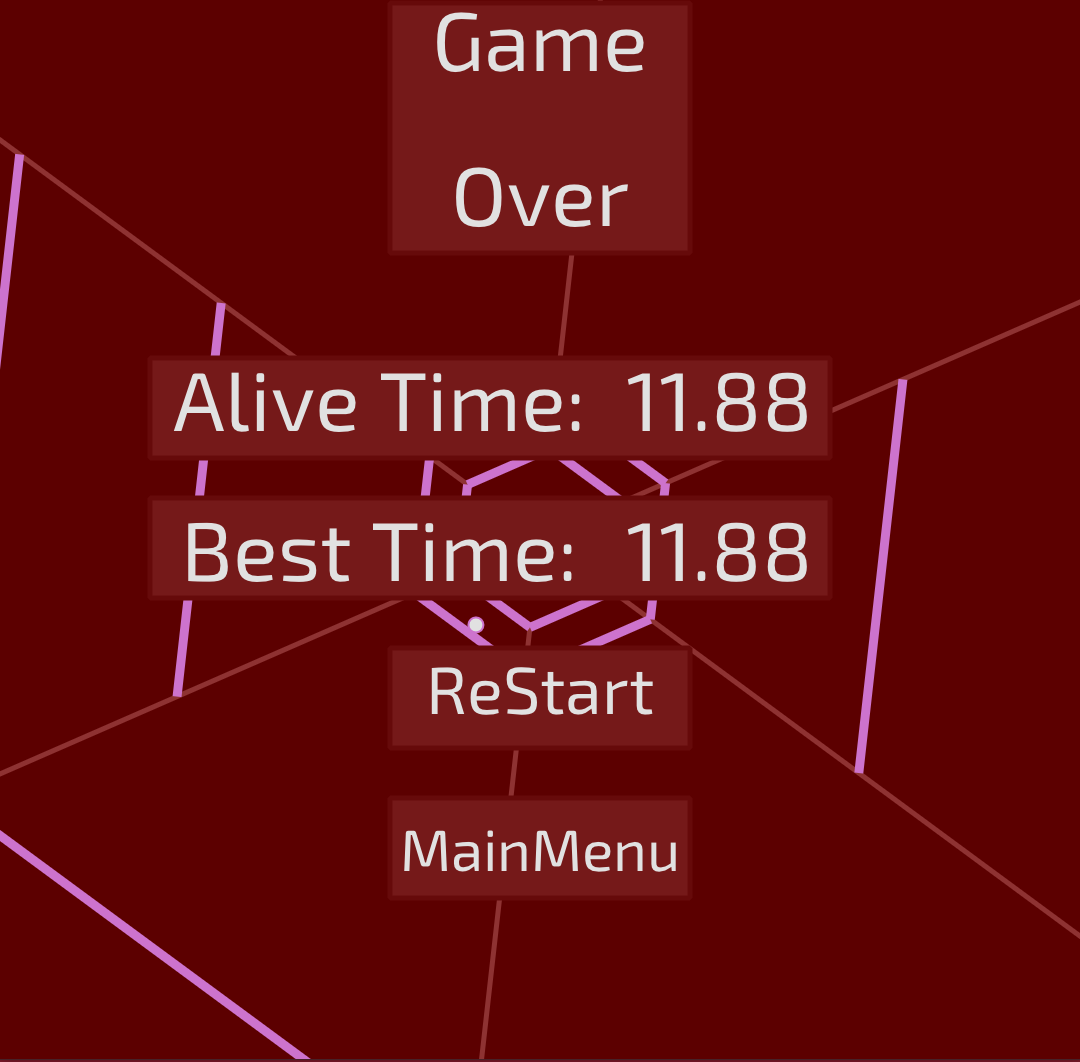 Game
Over
Alive Time: 11.88
Best Time: 11.88
ReStart
MainMenu